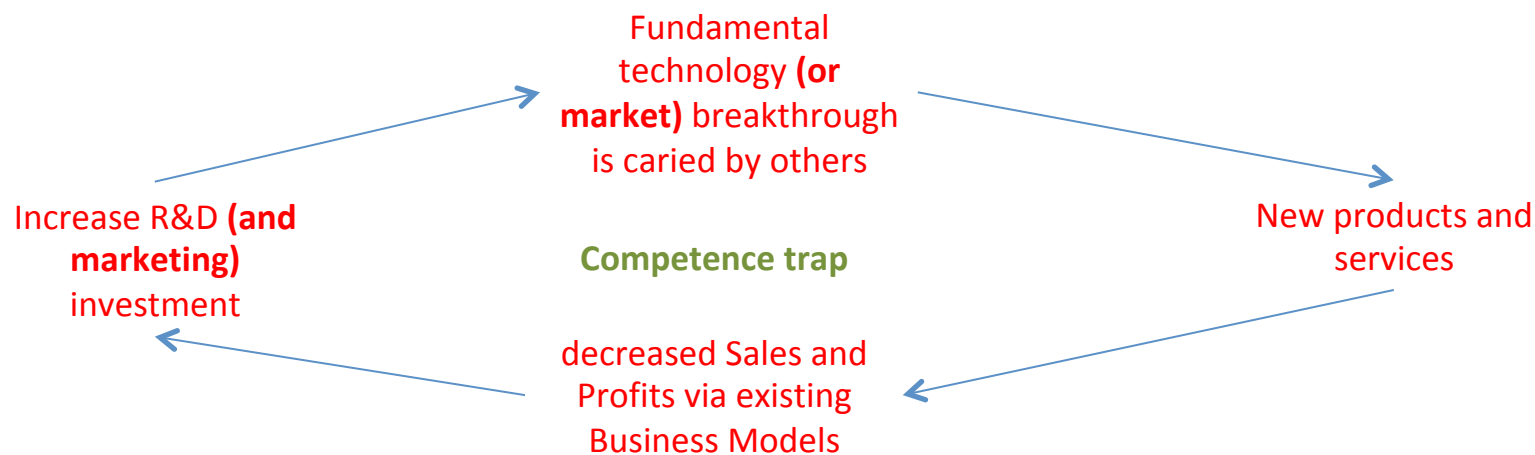 Fundamental
technology (or
market) breakthrough
is caried by others
Increase R&D (and
marketing)
investment
Competence trap
New products and
services
decreased Sales and
Profits via existing
Business Models